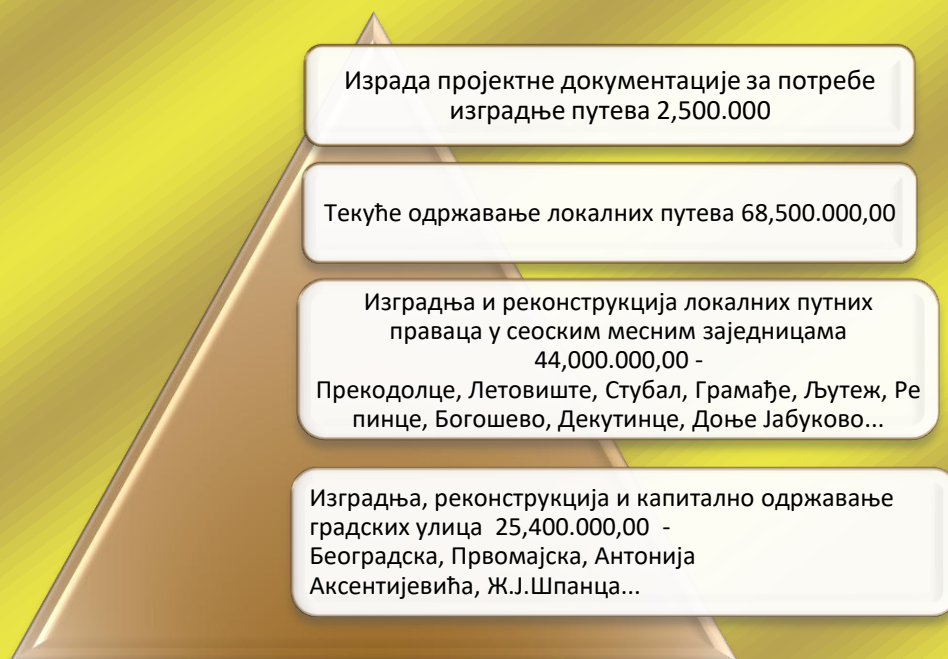 Израда пројектне документације за потребе
изградње путева 2,500.000
Текуће одржавање локалних путева 68,500.000,00
Изградња и реконструкција локалних путних
праваца у сеоским месним заједницама
44,000.000,00 -
Прекодолце, Летовиште, Стубал, Грамађе, Љутеж, Ре
пинце, Богошево, Декутинце, Доње Јабуково...
Изградња, реконструкција и капитално одржавање
градских улица 25,400.000,00 -
Београдска, Првомајска, Антонија
Аксентијевића, Ж.Ј.Шпанца...